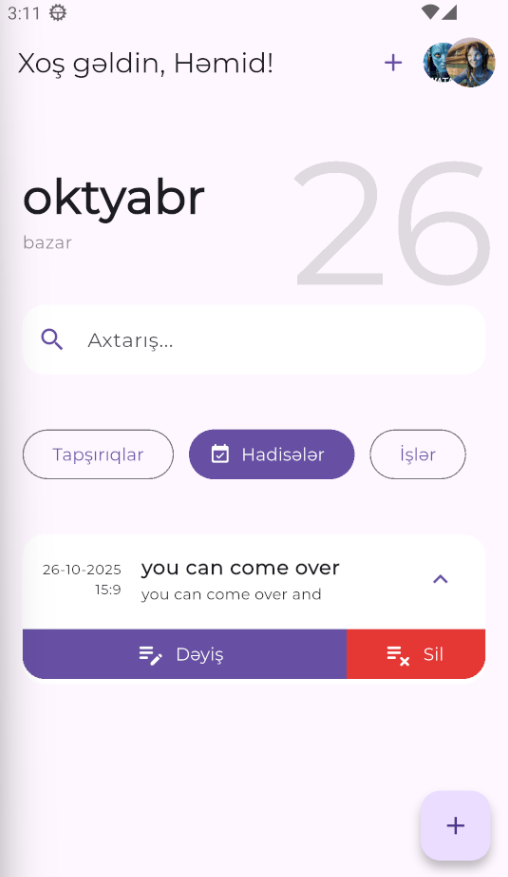 3:11
Xoş gəldin, Həmid!
oktyabr
26
bazar
Axtarış...
Tapşırıqlar
Hadisələr
İşlər
26-10-2025
15:9
you can come over
you can come over and
Dəyiş
Sil